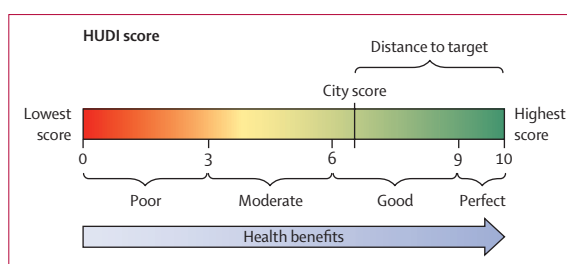 HUDI score
Distance to target
City score
Lowest
score
Highest
score
0 3 6 9 10
Poor Moderate Good Perfect
Health benefits